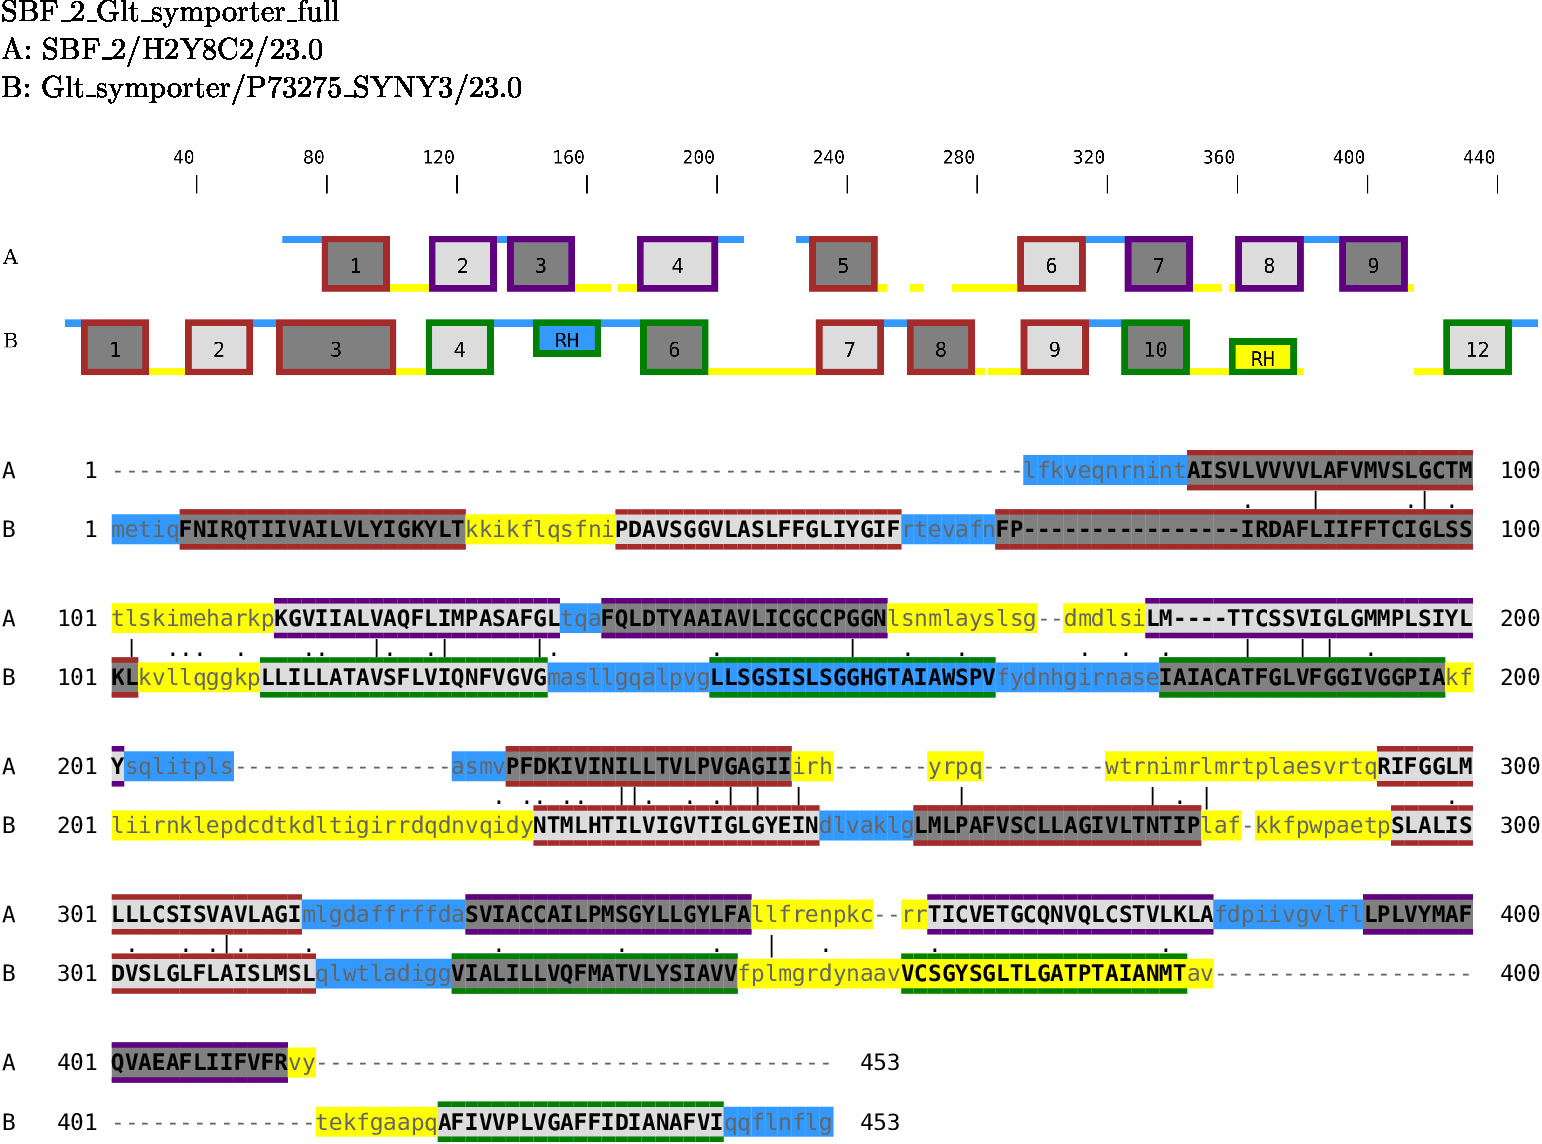 SBF_2_Glt_symporter_full
A: SBF_2/H2Y8C2/23.0
B: Glt_symporter/P73275_SYNY3/23.0
40 80 120 160 200 240 280 320 360 400 440
A 1 2 3 4 5 6 7 8 9
B 1 2 3 4 RH 6 7 8 9 10 RH 12
A 1 -------------------------------------------------------------------lfkveqnrnintAISVLVVVVLAFVMVSLGCTM 100
B 1 metiqFNIRQTIIVAILVLYIGKYLTkkikflqsfniPDAVSGGVLASLFFGLIYGIFrtevafnFP----------------IRDAFLIIFFTCIGLSS 100
A 101 tlskimeharkpKGVIIALVAQFLIMPASAFGLtqaFQLDTYAAIAVLICGCCPGGNlsnmlayslsg--dmdlsiLM----TTCSSVIGLGMMPLSIYL 200
B 101 KLkvllqggkpLLILLATAVSFLVIQNFVGVGmasllgqalpvgLLSGSISLSGGHGTAIAWSPVfydnhgirnaseIAIACATFGLVFGGIVGGPIAkf 200
A 201 Ysqlitpls----------------asmvPFDKIVINILLTVLPVGAGIIirh-------yrpq---------wtrnimrlmrtplaesvrtqRIFGGLM 300
B 201 liirnklepdcdtkdltigirrdqdnvqidyNTMLHTILVIGVTIGLGYEINdlvaklgLMLPAFVSCLLAGIVLTNTIPlaf-kkfpwpaetpSLALIS 300
A 301 LLLCSISVAVLAGImlgdaffrffdaSVIACCAILPMSGYLLGYLFAllfrenpkc--rrTICVETGCQNVQLCSTVLKLAfdpiivgvlflLPLVYMAF 400
B 301 DVSLGLFLAISLMSLqlwtladiggVIALILLVQFMATVLYSIAVVfplmgrdynaavVCSGYSGLTLGATPTAIANMTav------------------- 400
A 401 QVAEAFLIIFVFRvy-------------------------------------- 453
B 401 ---------------tekfgaapqAFIVVPLVGAFFIDIANAFVIqqflnflg 453